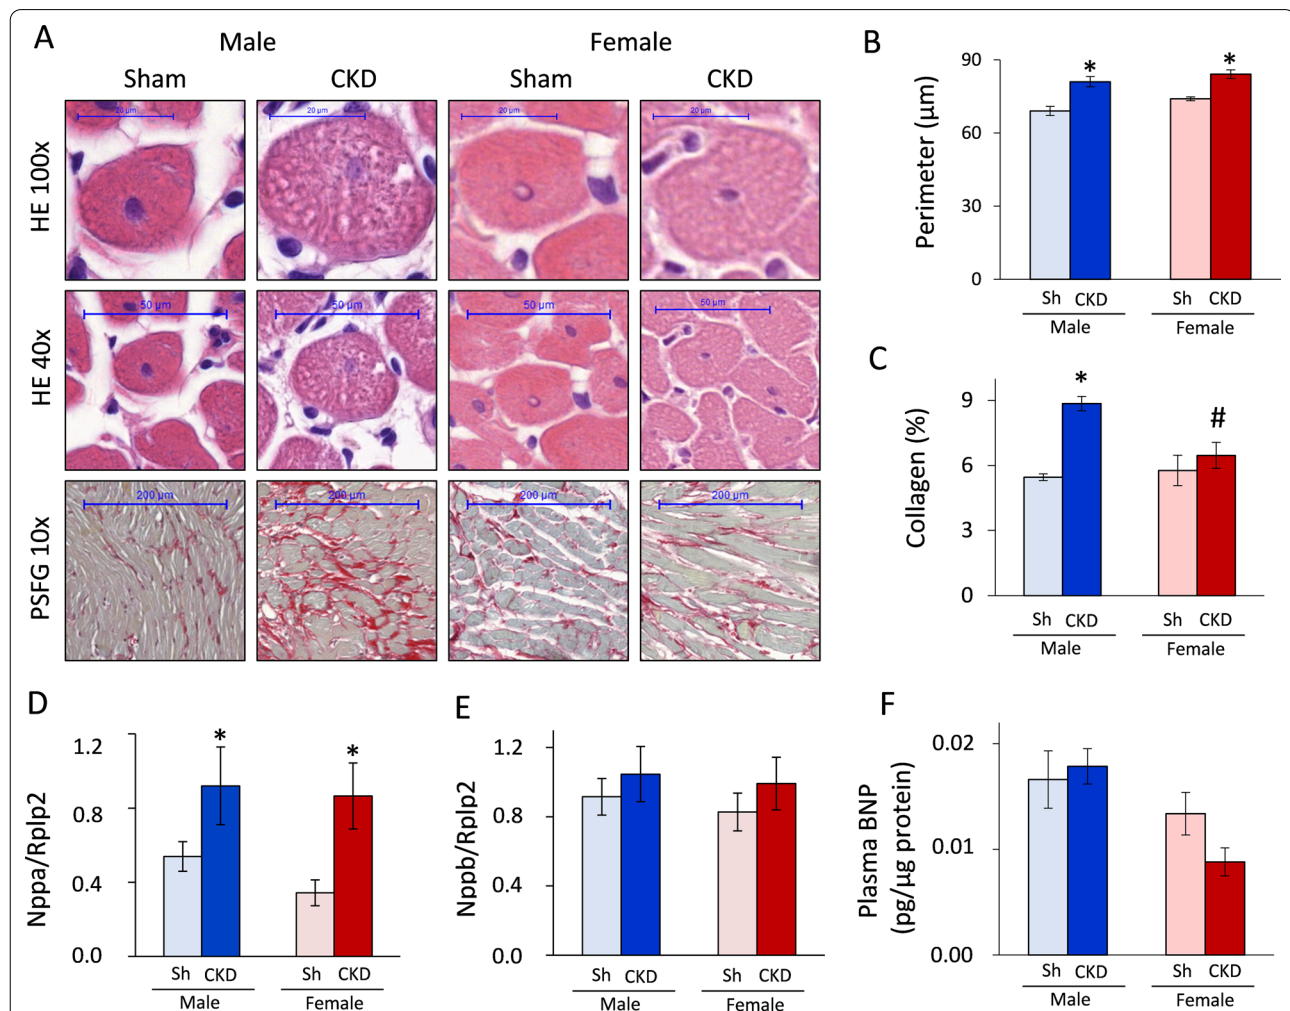 A
Male
Female
Sham
CKD
Sham
CKD
HE 100x
20 µm
20 µm
20 µm
20 µm
HE 40x
50 µm
50 µm
50 µm
50 µm
PSFG 10x
200 µm
200 µm
200 µm
200 µm
B
Perimeter (µm)
90
60
30
0
*
*
Sh CKD
Sh CKD
Male
Female
C
Collagen (%)
9
6
3
0
*
#
Sh CKD
Sh CKD
Male
Female
D
Nppa/Rplp2
1.2
0.8
0.4
0.0
*
*
Sh CKD
Sh CKD
Male
Female
E
Nppb/Rplp2
1.2
0.8
0.4
0.0
Sh CKD
Sh CKD
Male
Female
F
Plasma BNP
(pg/µg protein)
0.02
0.01
0.00
Sh CKD
Sh CKD
Male
Female